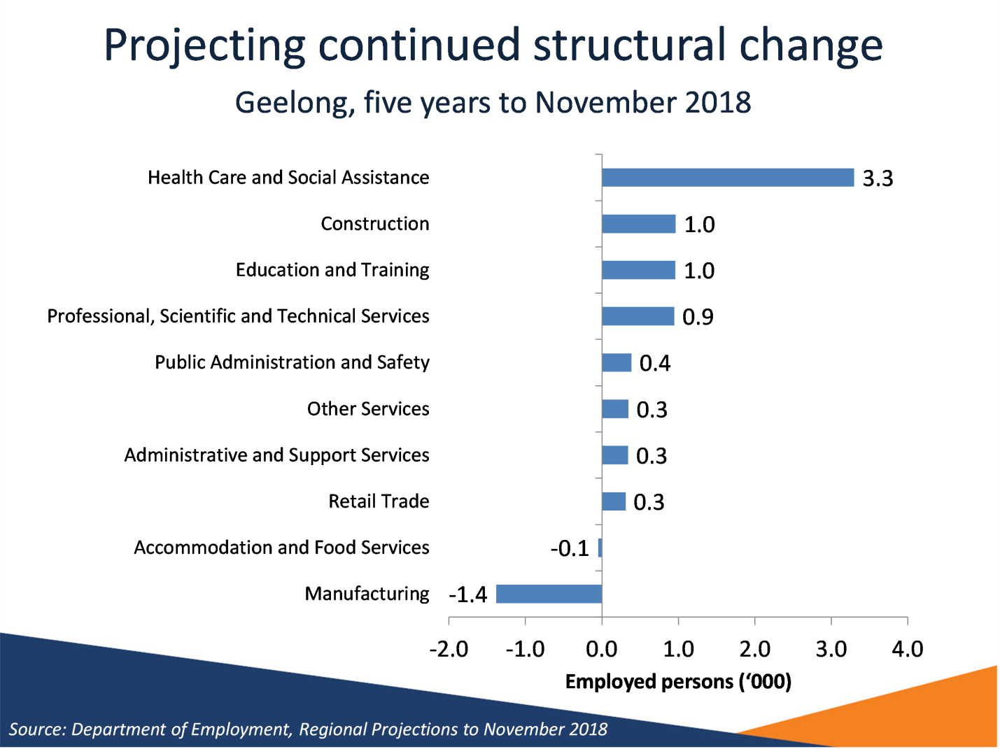 Projecting continued structural change
Geelong, five years to November 2018
Health Care and Social Assistance 3.3
Construction 1.0
Education and Training 1.0
Professional, Scientific and Technical Services 0.9
Public Administration and Safety 0.4
Other Services 0.3
Administrative and Support Services 0.3
Retail Trade 0.3
Accommodation and Food Services -0.1
Manufacturing -1.4
-2.0 -1.0 0.0 1.0 2.0 3.0 4.0
Employed persons (‘000)
Source: Department of Employment, Regional Projections to November 2018